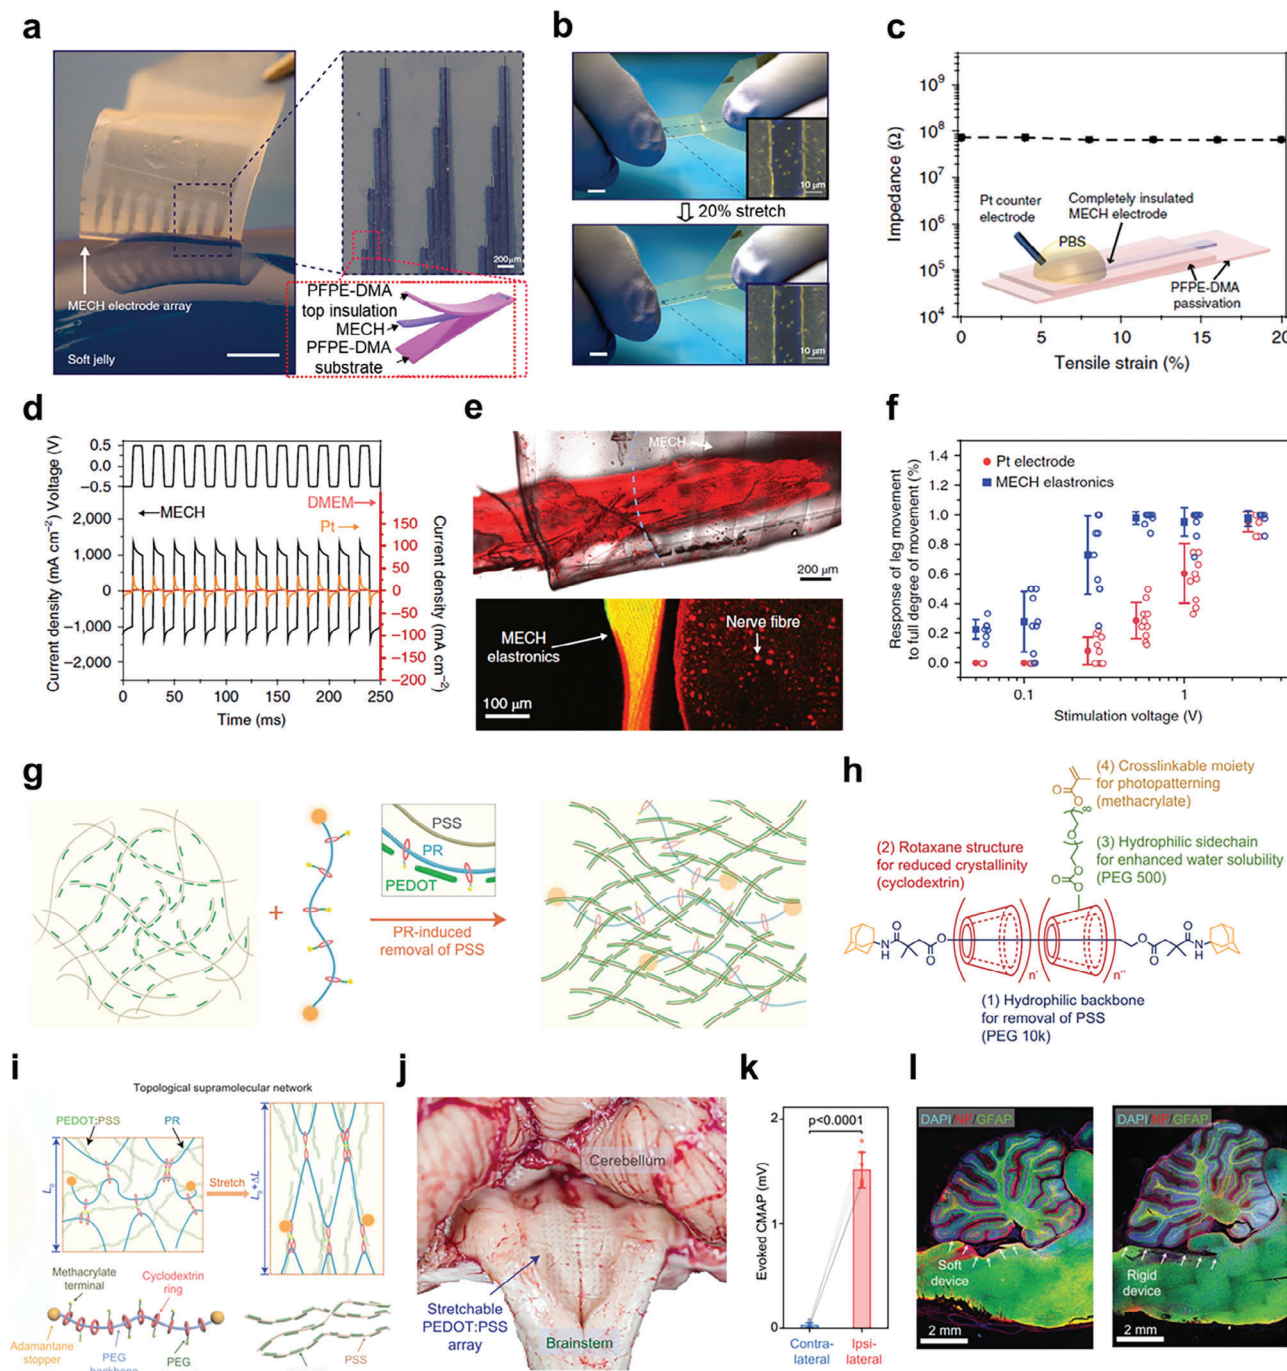 a
MECH electrode array
Soft jelly
200 μm
PFPE-DMA
top insulation
MECH
PFPE-DMA
substrate
b
10 μm
20% stretch
10 μm
c
Impedance (Ω)
10⁹
10⁸
10⁷
10⁶
10⁵
10⁴
Pt counter
electrode
PBS
Completely insulated
MECH electrode
PFPE-DMA
passivation
0 5 10 15 20
Tensile strain (%)
d
Current density (mA cm⁻²) Voltage (V)
0.5
0.0
−0.5
2,000
1,000
0
−1,000
−2,000
DMEM
MECH
Pt
150
100
50
0
−50
−100
−150
−200
Current density (mA cm⁻²)
0 50 100 150 200 250
Time (ms)
e
MECH
200 μm
MECH
elastronics
Nerve fibre
100 μm
f
Response of leg movement
to full degree of movement (%)
1.4
1.2
1.0
0.8
0.6
0.4
0.2
0.0
Pt electrode
MECH elastronics
0.1 1
Stimulation voltage (V)
g
PSS
PR
PEDOT
+
PR-induced
removal of PSS
h
(4) Crosslinkable moiety
for photopatterning
(methacrylate)
O
O
8
O
O
O
O
(3) Hydrophilic sidechain
for enhanced water solubility
(PEG 500)
(2) Rotaxane structure
for reduced crystallinity
(cyclodextrin)
N
H
O
O
O
n'
n''
O
O
O
N
H
(1) Hydrophilic backbone
for removal of PSS
(PEG 10k)
i
Topological supramolecular network
PEDOT:PSS
PR
L₀
Stretch
L₀+ΔL
Methacrylate
terminal
Cyclodextrin
ring
Adamantane
stopper
PEG
backbone
PEG
PSS
j
Cerebellum
Stretchable
PEDOT:PSS
array
Brainstem
k
Evoked CMAP (mV)
2
1
0
p<0.0001
Contra-
lateral
Ipsi-
lateral
l
DAPI/NF/GFAP
Soft
device
2 mm
DAPI/NF/GFAP
Rigid
device
2 mm